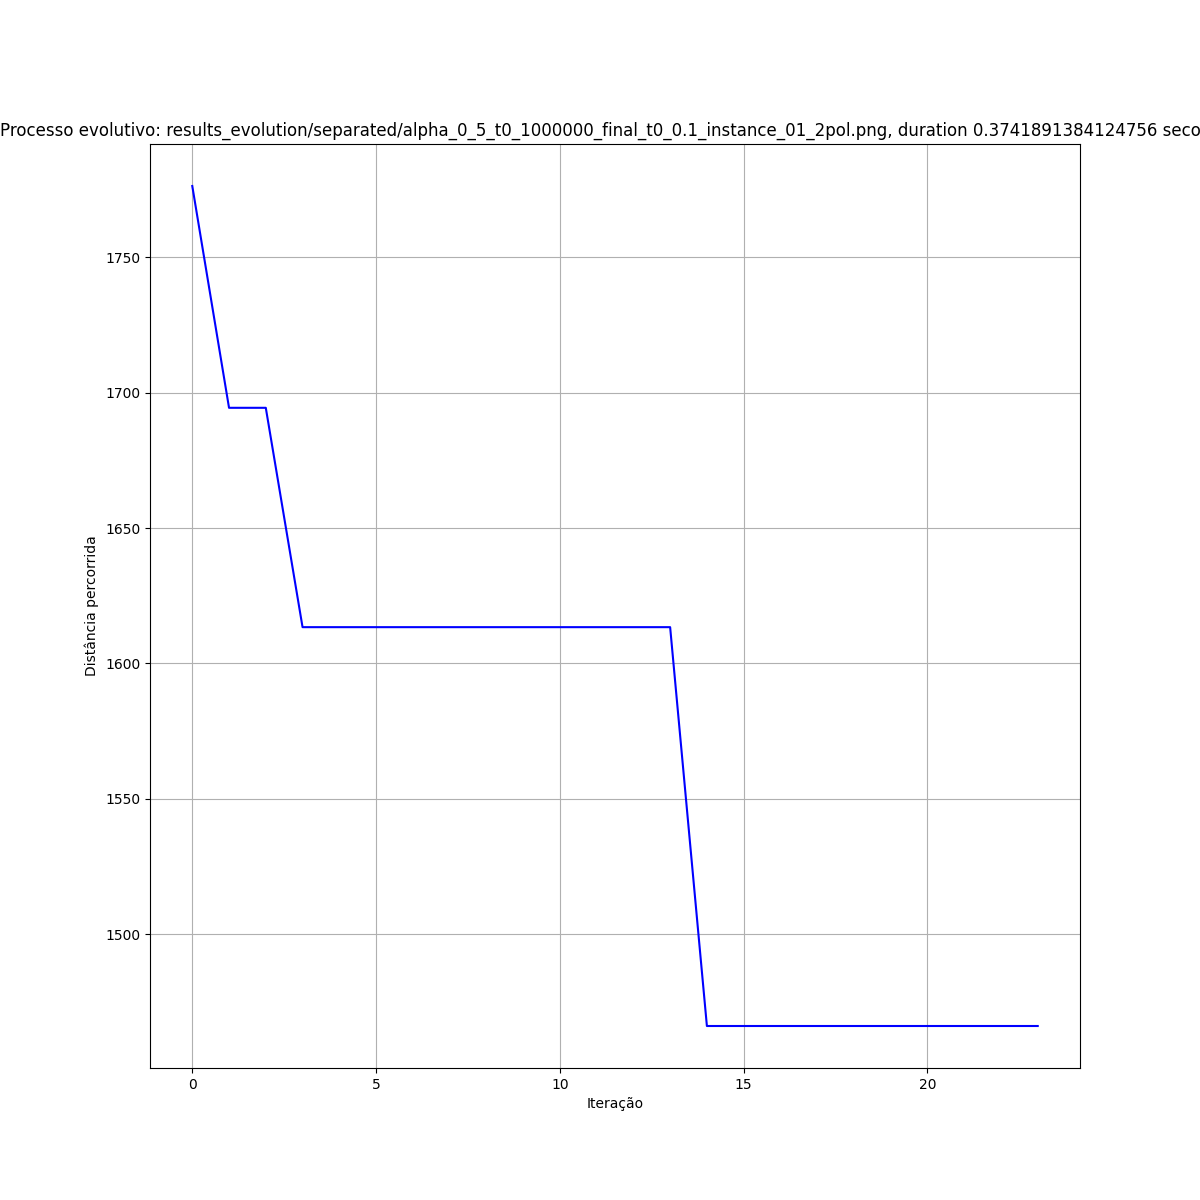 Processo evolutivo: results_evolution/separated/alpha_0_5_t0_1000000_final_t0_0.1_instance_01_2pol.png, duration 0.3741891384124756 seco
1750
1700
1650
1600
1550
1500
Distância percorrida
0 5 10 15 20
Iteração